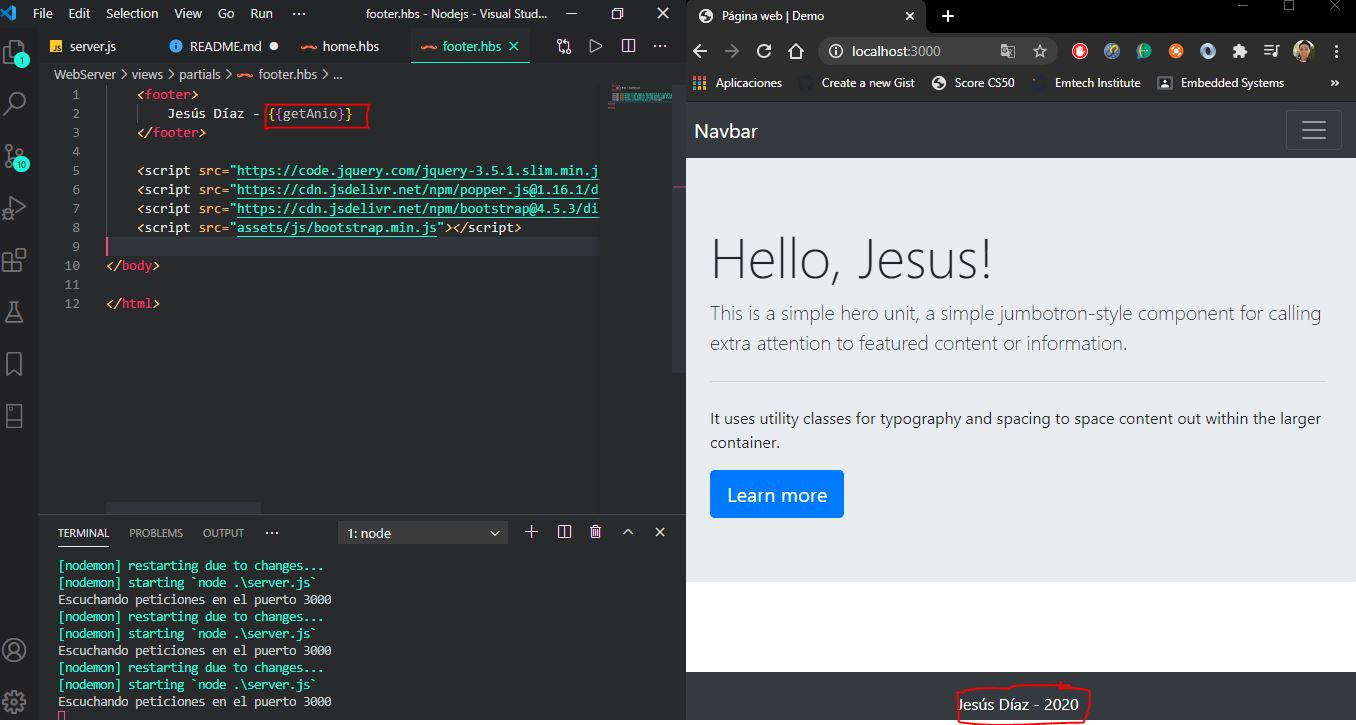 File Edit Selection View Go Run ··· footer.hbs - Nodejs - Visual Stud...
JS server.js README.md home.hbs footer.hbs
WebServer > views > partials > footer.hbs > ...
1 <footer>
2 Jesús Díaz - {{getAnio}}
3 </footer>
4
5 <script src="https://code.jquery.com/jquery-3.5.1.slim.min.j
6 <script src="https://cdn.jsdelivr.net/npm/popper.js@1.16.1/d
7 <script src="https://cdn.jsdelivr.net/npm/bootstrap@4.5.3/di
8 <script src="assets/js/bootstrap.min.js"></script>
9
10 </body>
11
12 </html>
1
10
TERMINAL PROBLEMS OUTPUT ··· 1: node
[nodemon] restarting due to changes...
[nodemon] starting `node .\server.js`
Escuchando peticiones en el puerto 3000
[nodemon] restarting due to changes...
[nodemon] starting `node .\server.js`
Escuchando peticiones en el puerto 3000
[nodemon] restarting due to changes...
[nodemon] starting `node .\server.js`
Escuchando peticiones en el puerto 3000
Página web | Demo
localhost:3000
Aplicaciones Create a new Gist Score CS50 Emtech Institute Embedded Systems »
Navbar
Hello, Jesus!
This is a simple hero unit, a simple jumbotron-style component for calling
extra attention to featured content or information.
It uses utility classes for typography and spacing to space content out within the larger
container.
Learn more
Jesús Díaz - 2020